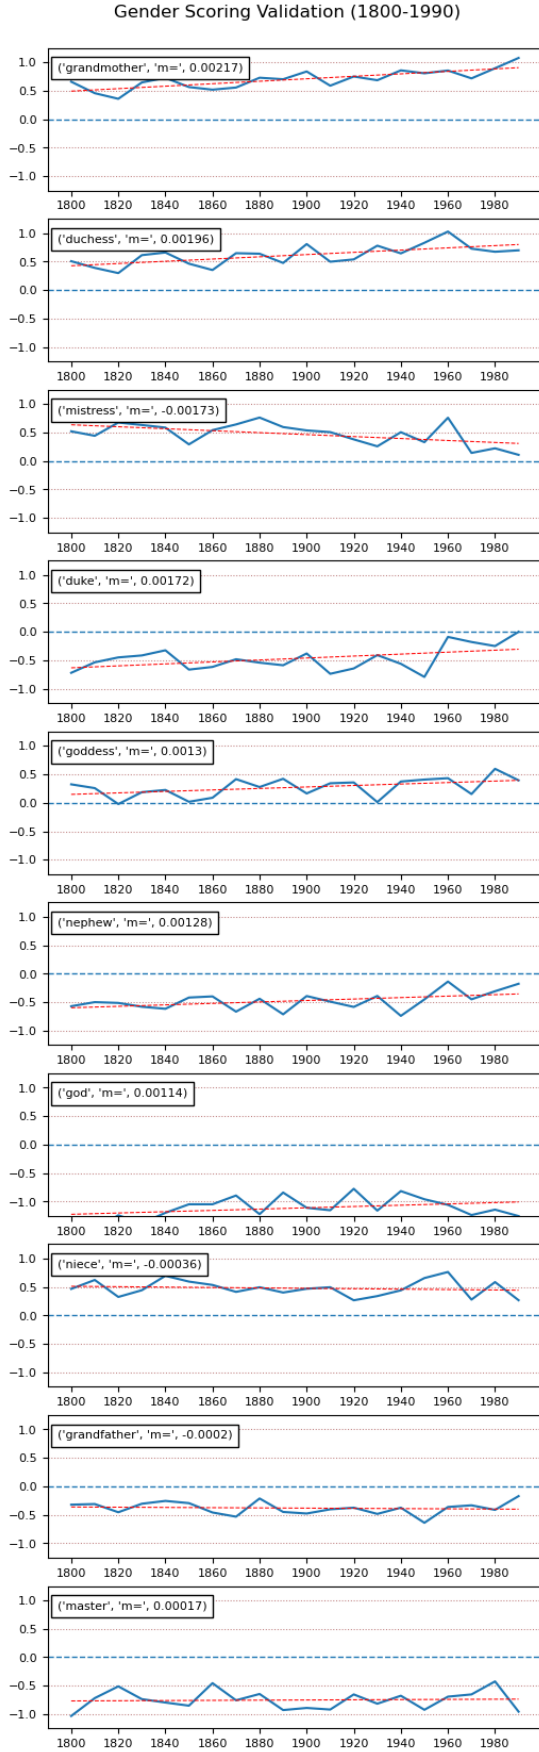 Gender Scoring Validation (1800-1990)
('grandmother', 'm=', 0.00217)
1.0
0.5
0.0
−0.5
−1.0
1800 1820 1840 1860 1880 1900 1920 1940 1960 1980
('duchess', 'm=', 0.00196)
1.0
0.5
0.0
−0.5
−1.0
1800 1820 1840 1860 1880 1900 1920 1940 1960 1980
('mistress', 'm=', -0.00173)
1.0
0.5
0.0
−0.5
−1.0
1800 1820 1840 1860 1880 1900 1920 1940 1960 1980
('duke', 'm=', 0.00172)
1.0
0.5
0.0
−0.5
−1.0
1800 1820 1840 1860 1880 1900 1920 1940 1960 1980
('goddess', 'm=', 0.0013)
1.0
0.5
0.0
−0.5
−1.0
1800 1820 1840 1860 1880 1900 1920 1940 1960 1980
('nephew', 'm=', 0.00128)
1.0
0.5
0.0
−0.5
−1.0
1800 1820 1840 1860 1880 1900 1920 1940 1960 1980
('god', 'm=', 0.00114)
1.0
0.5
0.0
−0.5
−1.0
1800 1820 1840 1860 1880 1900 1920 1940 1960 1980
('niece', 'm=', -0.00036)
1.0
0.5
0.0
−0.5
−1.0
1800 1820 1840 1860 1880 1900 1920 1940 1960 1980
('grandfather', 'm=', -0.0002)
1.0
0.5
0.0
−0.5
−1.0
1800 1820 1840 1860 1880 1900 1920 1940 1960 1980
('master', 'm=', 0.00017)
1.0
0.5
0.0
−0.5
−1.0
1800 1820 1840 1860 1880 1900 1920 1940 1960 1980